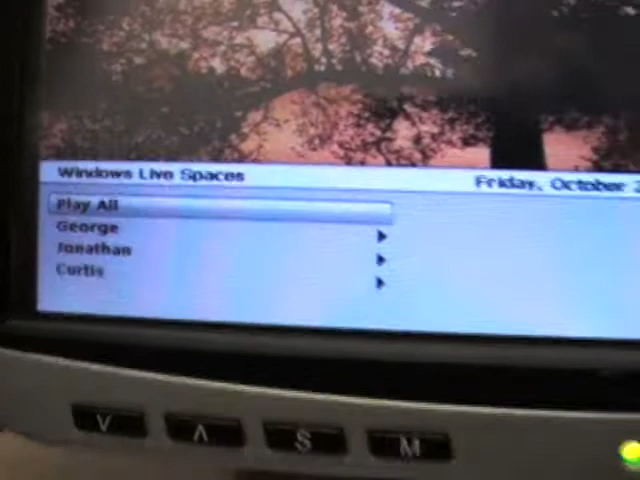 Windows Live Spaces
Friday, October
Play All
George
Jonathan
Curtis
V Λ S M